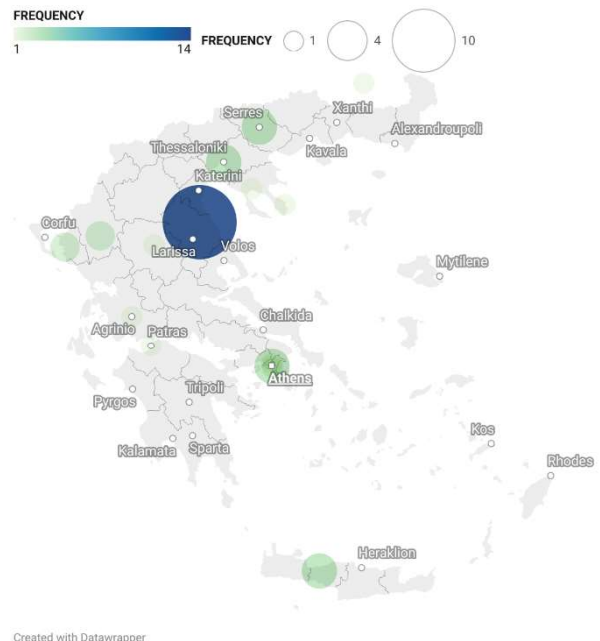 FREQUENCY
1 14
FREQUENCY 1 4 10
Serres
Xanthi
Alexandroupoli
Thessaloniki
Kavala
Katerini
Corfu
Larissa
Volos
Mytilene
Agrinio
Patras
Chalkida
Athens
Pyrgos
Tripoli
Kalamata
Sparta
Kos
Rhodes
Heraklion
Created with Datawrapper